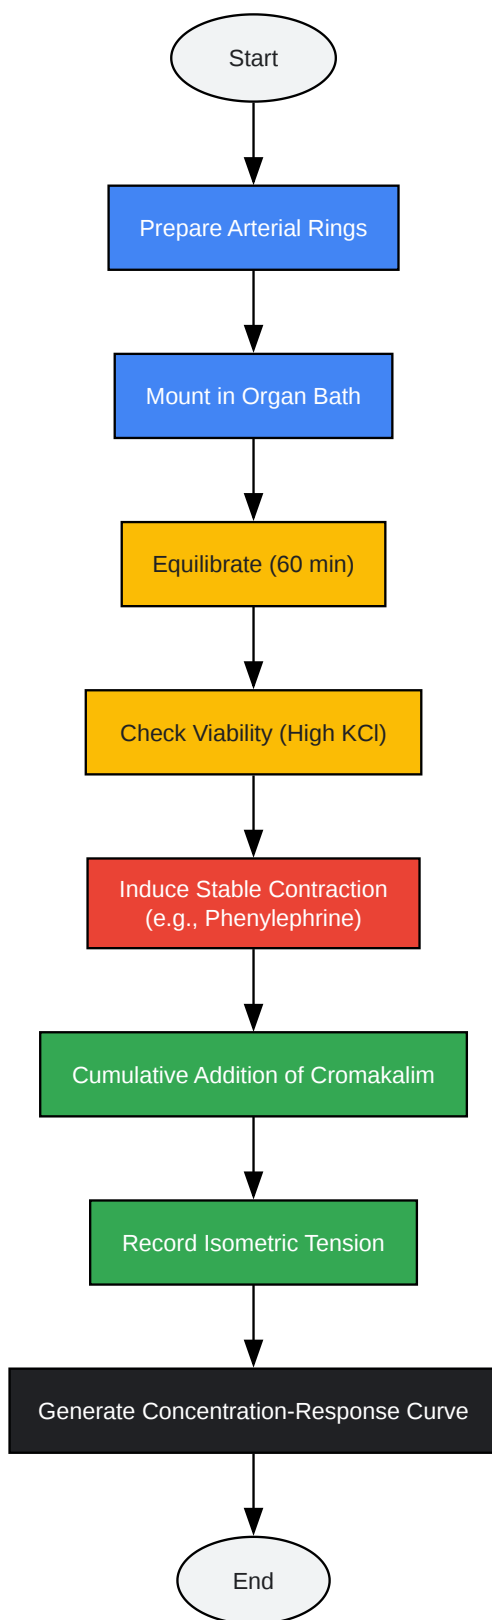 Start
Prepare Arterial Rings
Mount in Organ Bath
Equilibrate (60 min)
Check Viability (High KCl)
Induce Stable Contraction
(e.g., Phenylephrine)
Cumulative Addition of Cromakalim
Record Isometric Tension
Generate Concentration-Response Curve
End